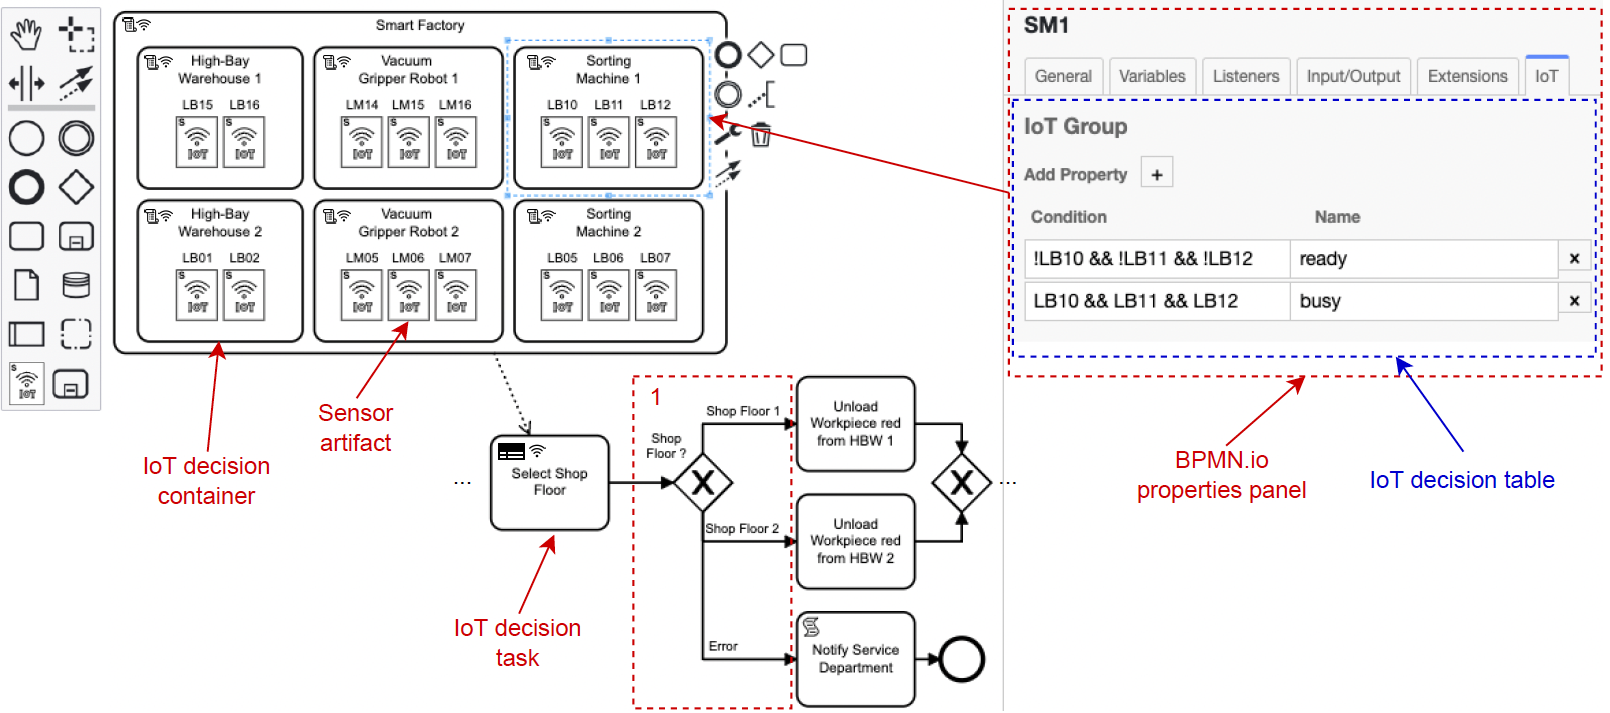 Smart Factory
High-Bay
Warehouse 1
LB15 LB16
S IoT S IoT
Vacuum
Gripper Robot 1
LM14 LM15 LM16
S IoT S IoT S IoT
Sorting
Machine 1
LB10 LB11 LB12
S IoT S IoT S IoT
High-Bay
Warehouse 2
LB01 LB02
S IoT S IoT
Vacuum
Gripper Robot 2
LM05 LM06 LM07
S IoT S IoT S IoT
Sorting
Machine 2
LB05 LB06 LB07
S IoT S IoT S IoT
S IoT
IoT decision
container
Sensor
artifact
...
Select Shop
Floor
IoT decision
task
1
Shop
Floor ?
X
Shop Floor 1
Shop Floor 2
Error
Unload
Workpiece red
from HBW 1
Unload
Workpiece red
from HBW 2
Notify Service
Department
X
...
SM1
General Variables Listeners Input/Output Extensions IoT
IoT Group
Add Property +
Condition Name
!LB10 && !LB11 && !LB12 ready ×
LB10 && LB11 && LB12 busy ×
BPMN.io
properties panel
IoT decision table